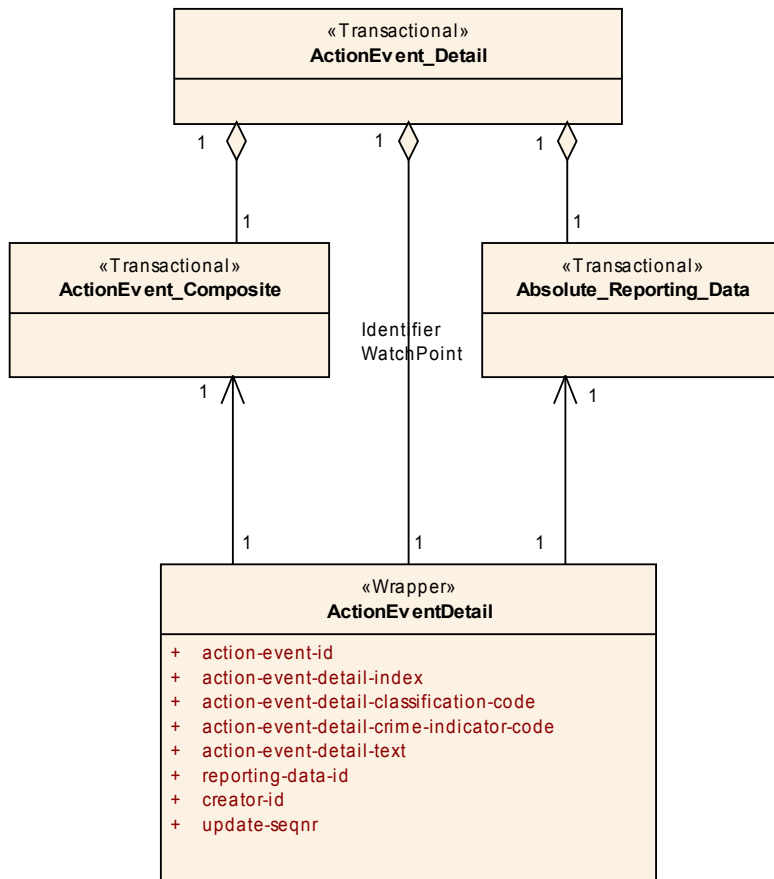 «Transactional»
ActionEvent_Detail
1
1
1
1
1
«Transactional»
ActionEvent_Composite
«Transactional»
Absolute_Reporting_Data
Identifier
WatchPoint
1
1
1
1
1
«Wrapper»
ActionEventDetail
+ action-event-id
+ action-event-detail-index
+ action-event-detail-classification-code
+ action-event-detail-crime-indicator-code
+ action-event-detail-text
+ reporting-data-id
+ creator-id
+ update-seqnr